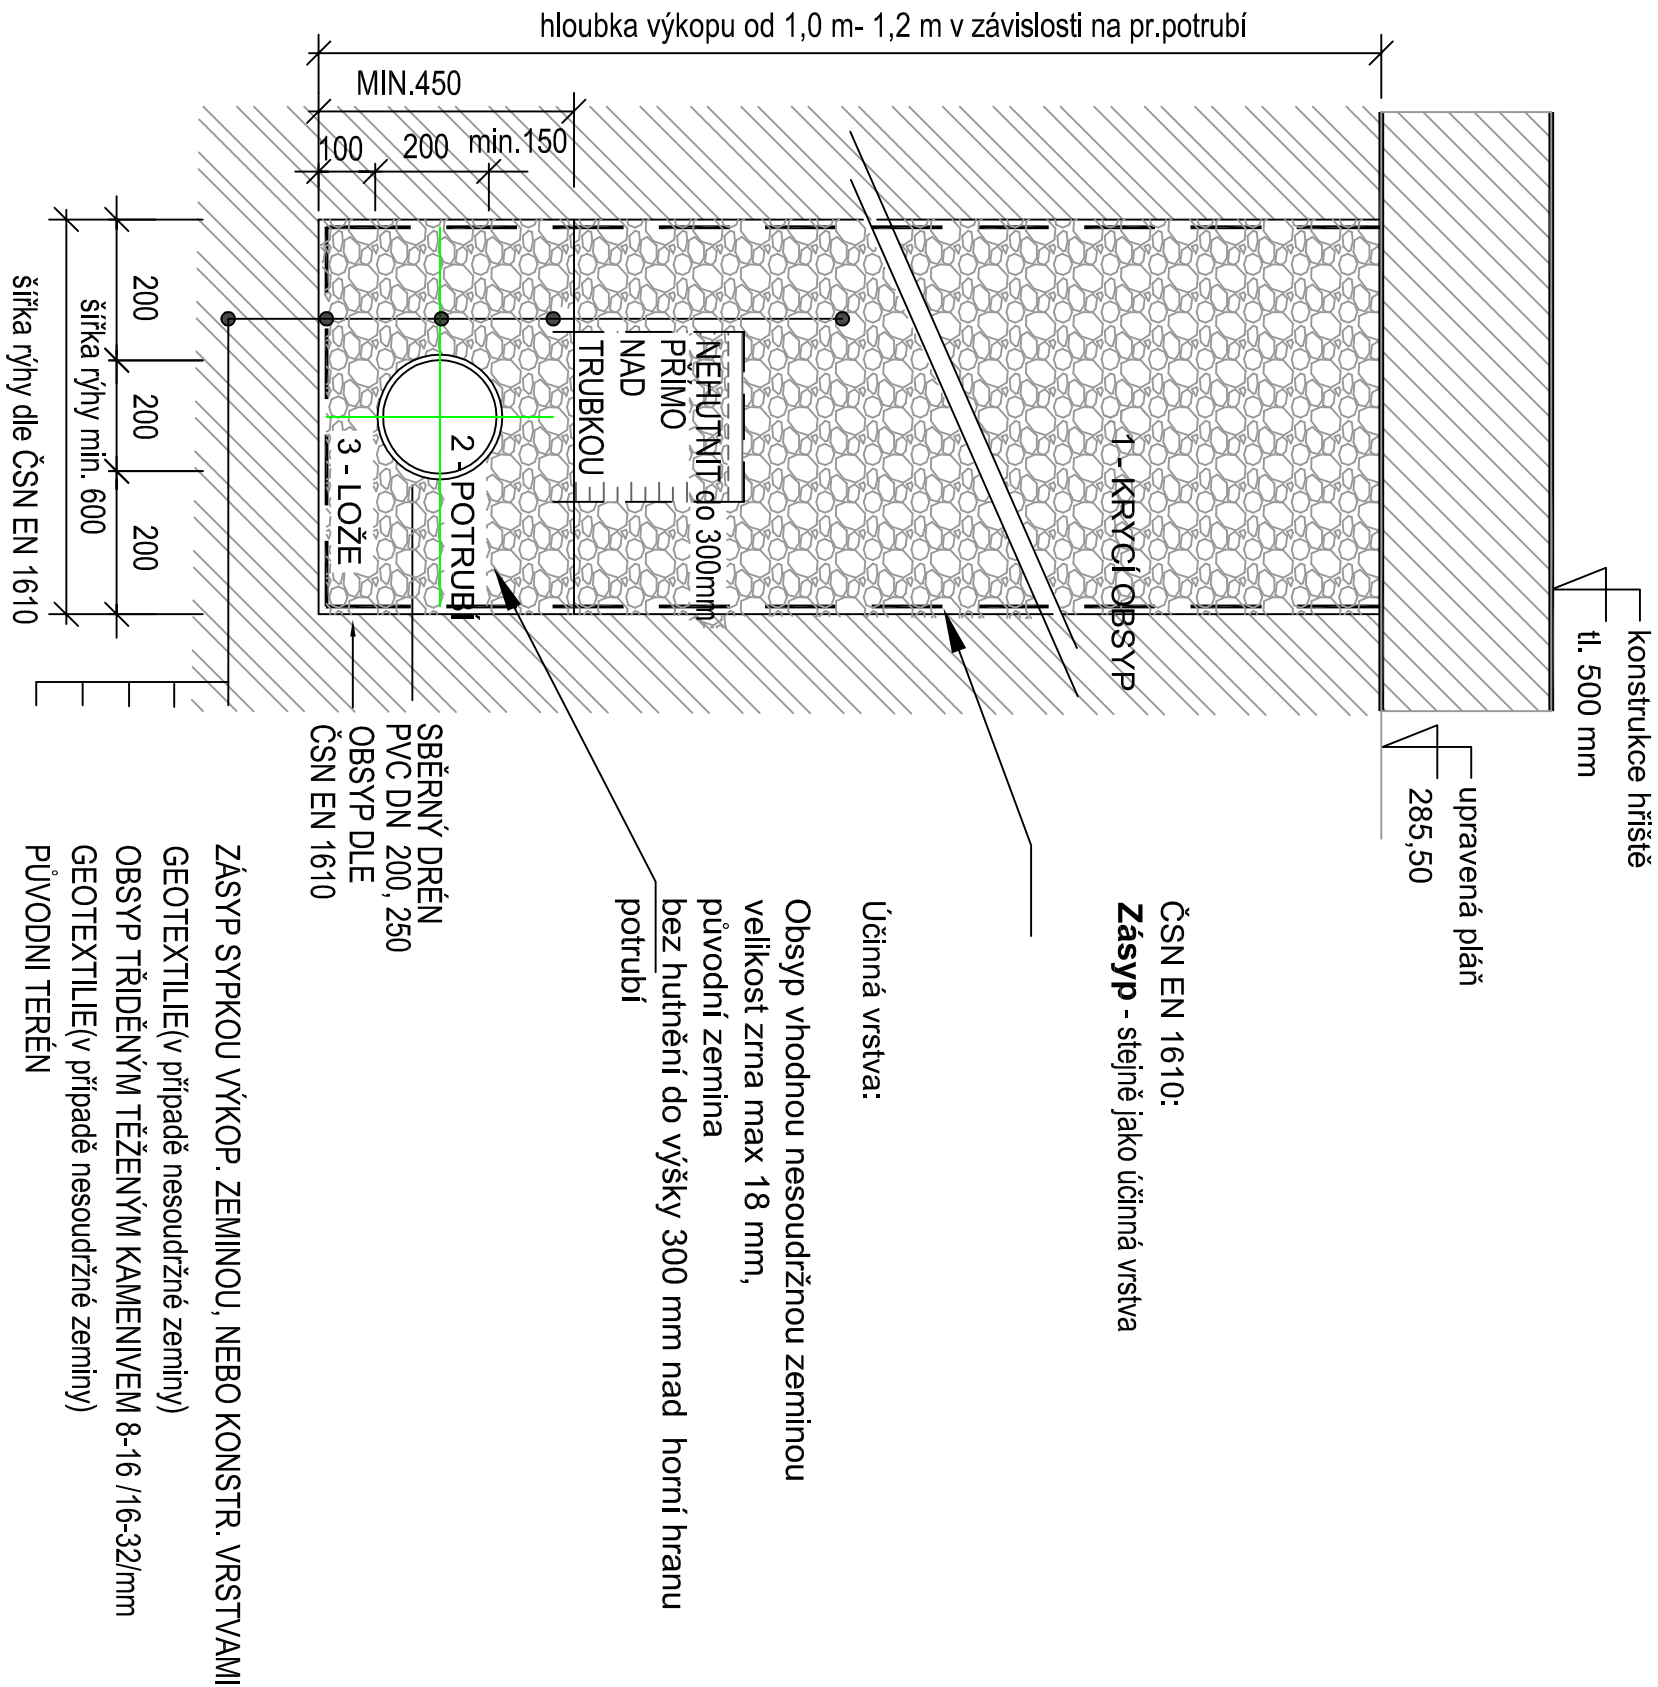 hloubka výkopu od 1,0 m- 1,2 m v závislosti na pr.potrubí
MIN.450
100
200
min.150
konstrukce hřiště
tl. 500 mm
upravená pláň
285,50
1 - KRYCÍ OBSYP
NEHUTNIT do 300mm
PŘÍMO
NAD
TRUBKOU
2 - POTRUBÍ
3 - LOŽE
200
200
200
šířka rýhy min. 600
šířka rýhy dle ČSN EN 1610
ČSN EN 1610:
Zásyp - stejně jako účinná vrstva
Účinná vrstva:
Obsyp vhodnou nesoudržnou zeminou
velikost zrna max 18 mm,
původní zemina
bez hutnění do výšky 300 mm nad horní hranu
potrubí
SBĚRNÝ DRÉN
PVC DN 200, 250
OBSYP DLE
ČSN EN 1610
ZÁSYP SYPKOU VÝKOP. ZEMINOU, NEBO KONSTR. VRSTVAMI
GEOTEXTILIE(v případě nesoudržné zeminy)
OBSYP TŘIDĚNÝM TĚŽENÝM KAMENIVEM 8-16 /16-32/mm
GEOTEXTILIE(v případě nesoudržné zeminy)
PŮVODNI TERÉN